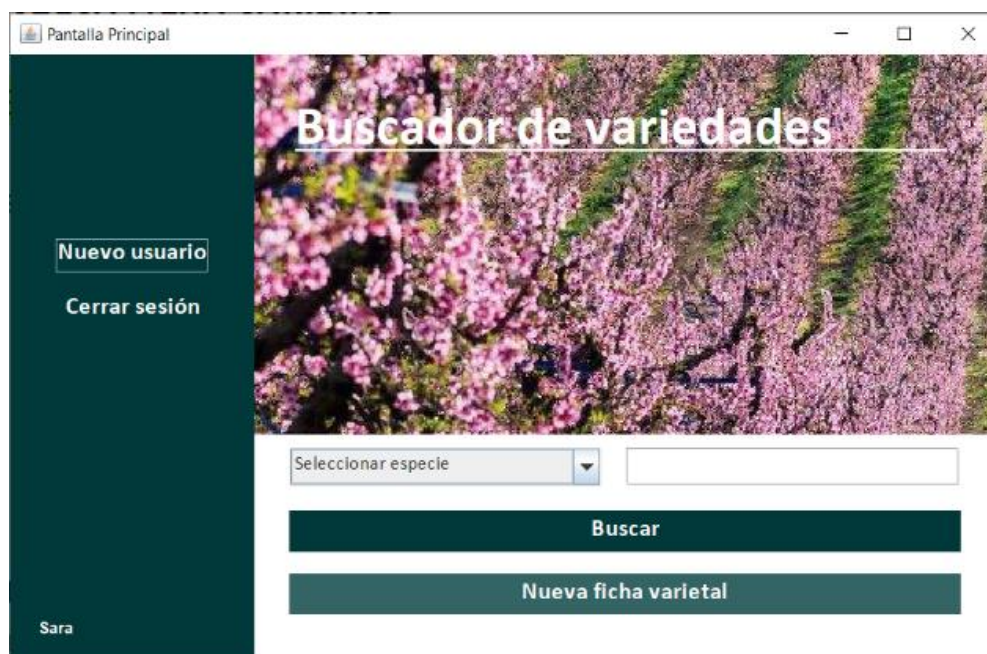 Pantalla Principal
Buscador de variedades
Nuevo usuario
Cerrar sesión
Seleccionar especie
Buscar
Nueva ficha varietal
Sara